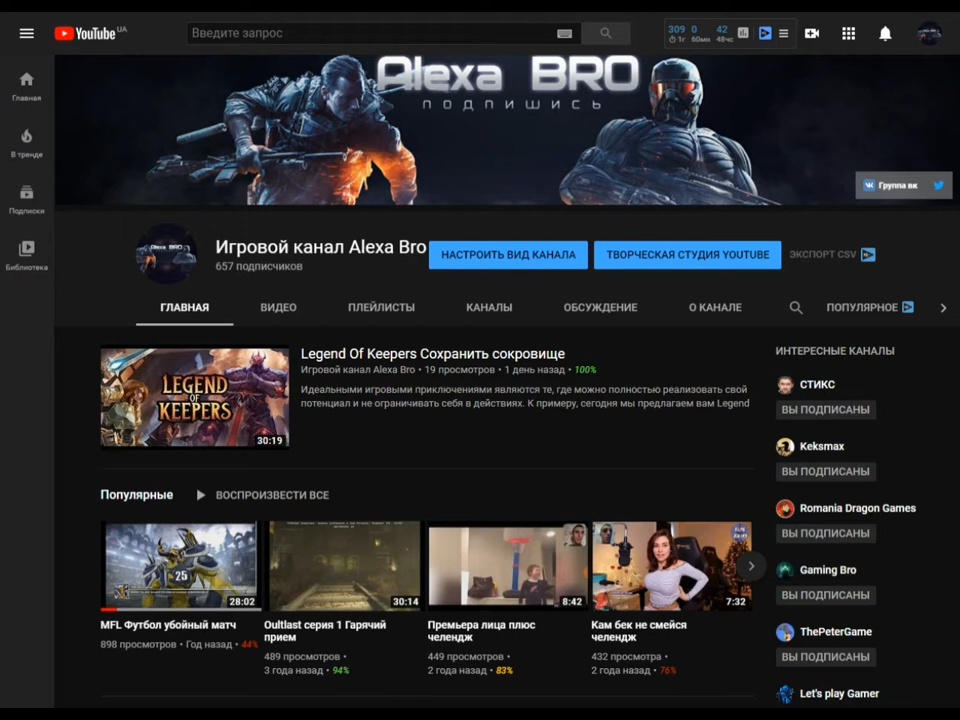 YouTube UA
Введите запрос
309 0 42
1г 60мн 48чс
Главная
В тренде
Подписки
Библиотека
Alexa BRO
подпишись
Группа вк
Alexa BRO
Игровой канал Alexa Bro
657 подписчиков
НАСТРОИТЬ ВИД КАНАЛА
ТВОРЧЕСКАЯ СТУДИЯ YOUTUBE
ЭКСПОРТ CSV
ГЛАВНАЯ ВИДЕО ПЛЕЙЛИСТЫ КАНАЛЫ ОБСУЖДЕНИЕ О КАНАЛЕ ПОПУЛЯРНОЕ
LEGEND
OF
KEEPERS
30:19
Legend Of Keepers Сохранить сокровище
Игровой канал Alexa Bro • 19 просмотров • 1 день назад • 100%
Идеальными игровыми приключениями являются те, где можно полностью реализовать свой
потенциал и не ограничивать себя в действиях. К примеру, сегодня мы предлагаем вам Legend
Популярные ВОСПРОИЗВЕСТИ ВСЕ
25
28:02
MFL Футбол убойный матч
898 просмотров • Год назад • 44%
30:14
Oultlast серия 1 Гарячий
прием
489 просмотров •
3 года назад • 94%
8:42
Премьера лица плюс
челендж
449 просмотров •
2 года назад • 83%
7:32
Кам бек не смейся
челендж
432 просмотра •
2 года назад • 76%
ИНТЕРЕСНЫЕ КАНАЛЫ
СТИКС
ВЫ ПОДПИСАНЫ
Keksmax
ВЫ ПОДПИСАНЫ
Romania Dragon Games
ВЫ ПОДПИСАНЫ
Gaming Bro
ВЫ ПОДПИСАНЫ
ThePeterGame
ВЫ ПОДПИСАНЫ
Let's play Gamer